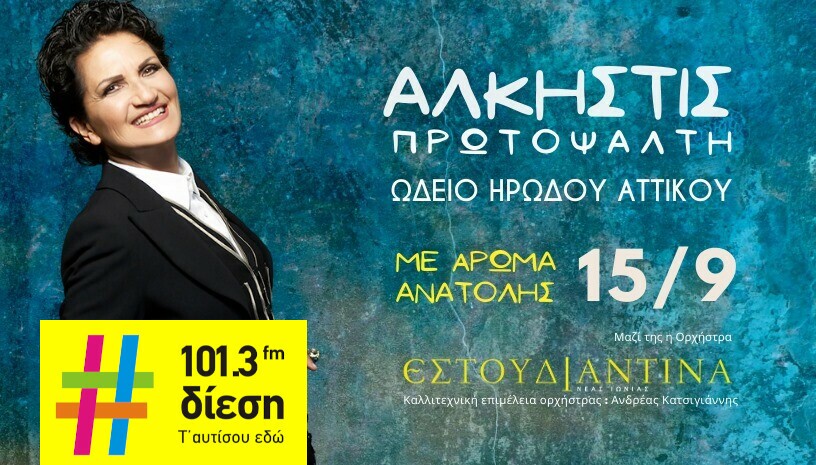 ΑΛΚΗΣΤΙΣ
ΠΡΩΤΟΨΑΛΤΗ
ΩΔΕΙΟ ΗΡΩΔΟΥ ΑΤΤΙΚΟΥ
ΜΕ ΑΡΩΜΑ
ΑΝΑΤΟΛΗΣ
15/9
Μαζί της η Ορχήστρα
ΕΣΤΟΥΔΙΑΝΤΙΝΑ
ΝΕΑΣ ΙΩΝΙΑΣ
Καλλιτεχνική επιμέλεια ορχήστρας : Ανδρέας Κατσιγιάννης
101.3 fm
δίεση
Τ'αυτίσου εδώ